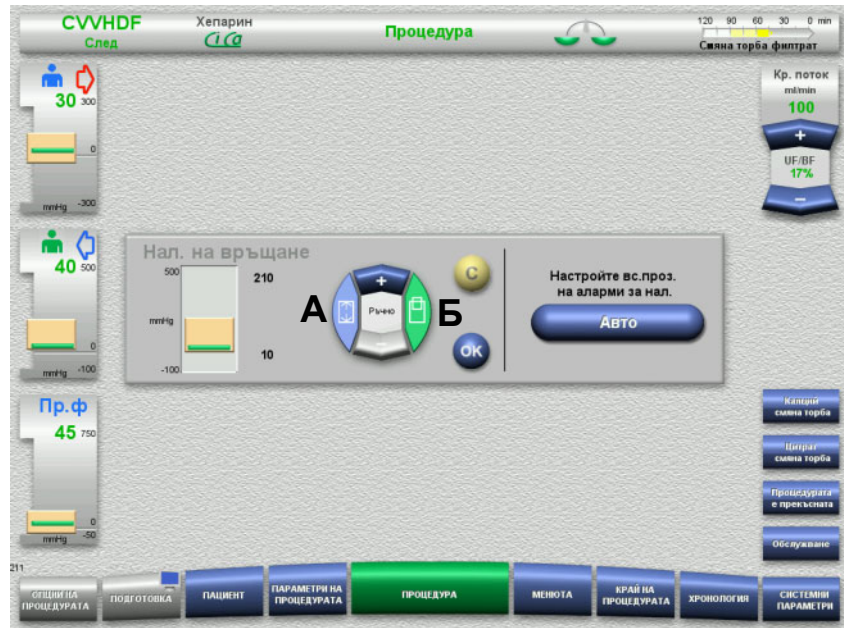 CVVHDF
След
Хепарин
Ci Ca
Процедура
120 90 60 30 0 min
Смяна торба филтрат
30
300
0
mmHg
-300
40
500
0
mmHg
-100
Пр.ф
45
750
0
mmHg
-50
Кр. поток
ml/min
100
+
UF/BF
17%
−
Нал. на връщане
500
210
mmHg
10
-100
А
+
Ръчно
−
Б
C
OK
Настройте вс.проз.
на аларми за нал.
Авто
Калций
смяна торба
Цитрат
смяна торба
Процедурата
е прекъсната
Обслужване
211
ОПЦИИ НА
ПРОЦЕДУРАТА
ПОДГОТОВКА
ПАЦИЕНТ
ПАРАМЕТРИ НА
ПРОЦЕДУРАТА
ПРОЦЕДУРА
МЕНЮТА
КРАЙ НА
ПРОЦЕДУРАТА
ХРОНОЛОГИЯ
СИСТЕМНИ
ПАРАМЕТРИ